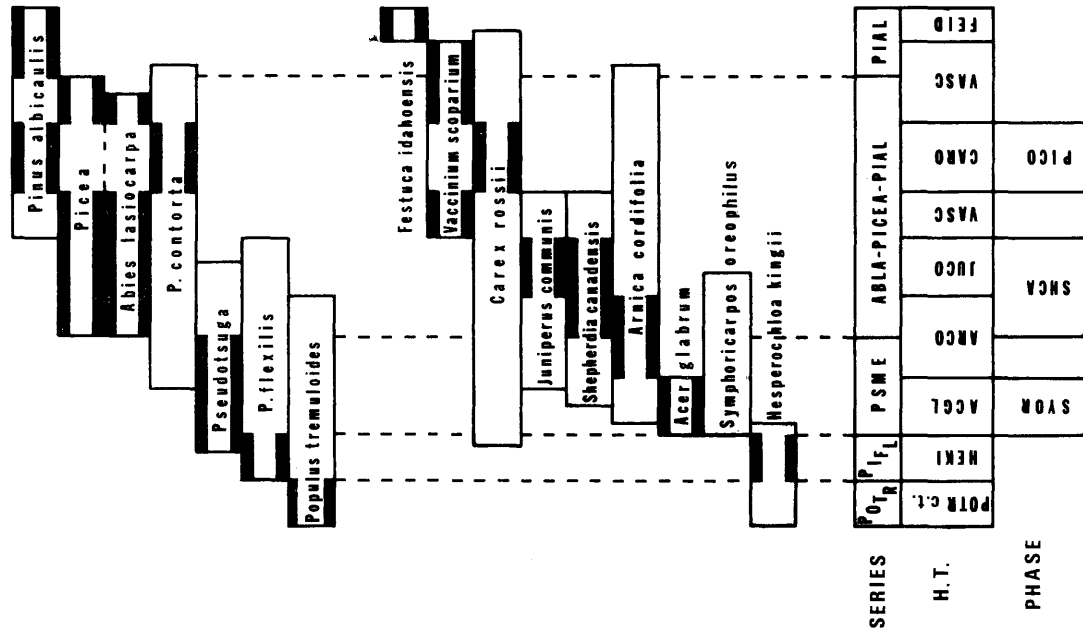 Pinus albicaulis
Picea
Abies lasiocarpa
P. contorta
Pseudotsuga
P. flexilis
Populus tremuloides
Festuca idahoensis
Vaccinium scoparium
Carex rossii
Juniperus communis
Shepherdia canadensis
Arnica cordifolia
Acer glabrum
Symphoricarpos oreophilus
Hesperochloa kingii
SERIES POTR PIFL PSME ABLA-PICEA-PIAL PIAL
H.T. POTR c.t. HEKI ACGL ARCO JUCO VASC CARO VASC FEID
PHASE SYOR SHCA PICO